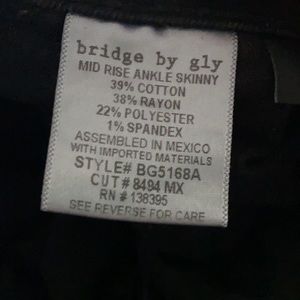 bridge by gly
MID RISE ANKLE SKINNY
39% COTTON
38% RAYON
22% POLYESTER
1% SPANDEX
ASSEMBLED IN MEXICO
WITH IMPORTED MATERIALS
STYLE# BG5168A
CUT # 8494 MX
RN # 138395
SEE REVERSE FOR CARE